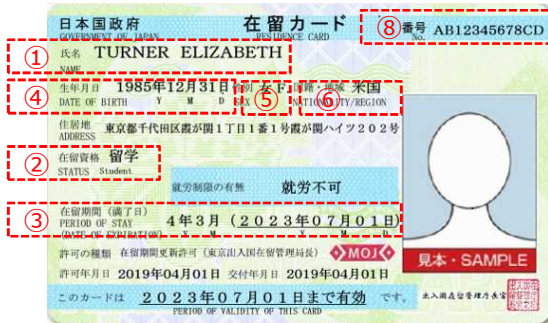 日本国政府 在留カード ⑧ 番号 AB12345678CD
GOVERNMENT OF JAPAN RESIDENCE CARD No.
① 氏名 TURNER ELIZABETH
NAME
④ 生年月日 1985年12月31日 性別 女 F. 国籍・地域 米国
DATE OF BIRTH Y M D ⑤ SEX ⑥ NATIONALITY/REGION
住居地 東京都千代田区霞が関1丁目1番1号霞が関ハイツ202号
ADDRESS
② 在留資格 留学
STATUS Student
就労制限の有無 就労不可
③ 在留期間(満了日) 4年3月(2023年07月01日)
PERIOD OF STAY
(DATE OF EXPIRATION) Y M Y M D
許可の種類 在留期間更新許可(東京出入国在留管理局長) MOJ
許可年月日 2019年04月01日 交付年月日 2019年04月01日
見本・SAMPLE
このカードは 2023年07月01日まで有効 です。
PERIOD OF VALIDITY OF THIS CARD
出入国在留管理庁長官